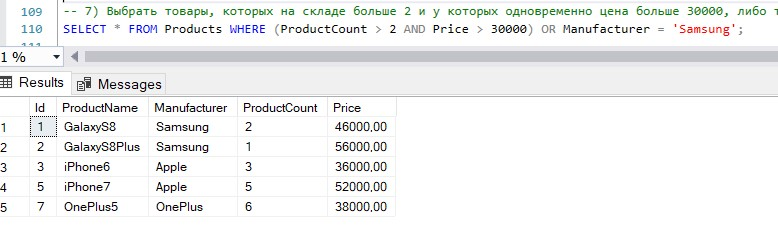 109 --- 7) Выбрать товары, которых на складе больше 2 и у которых одновременно цена больше 30000, либо
110 SELECT * FROM Products WHERE (ProductCount > 2 AND Price > 30000) OR Manufacturer = 'Samsung';
1 %
Results Messages
Id ProductName Manufacturer ProductCount Price
1 1 GalaxyS8 Samsung 2 46000,00
2 2 GalaxyS8Plus Samsung 1 56000,00
3 3 iPhone6 Apple 3 36000,00
4 5 iPhone7 Apple 5 52000,00
5 7 OnePlus5 OnePlus 6 38000,00